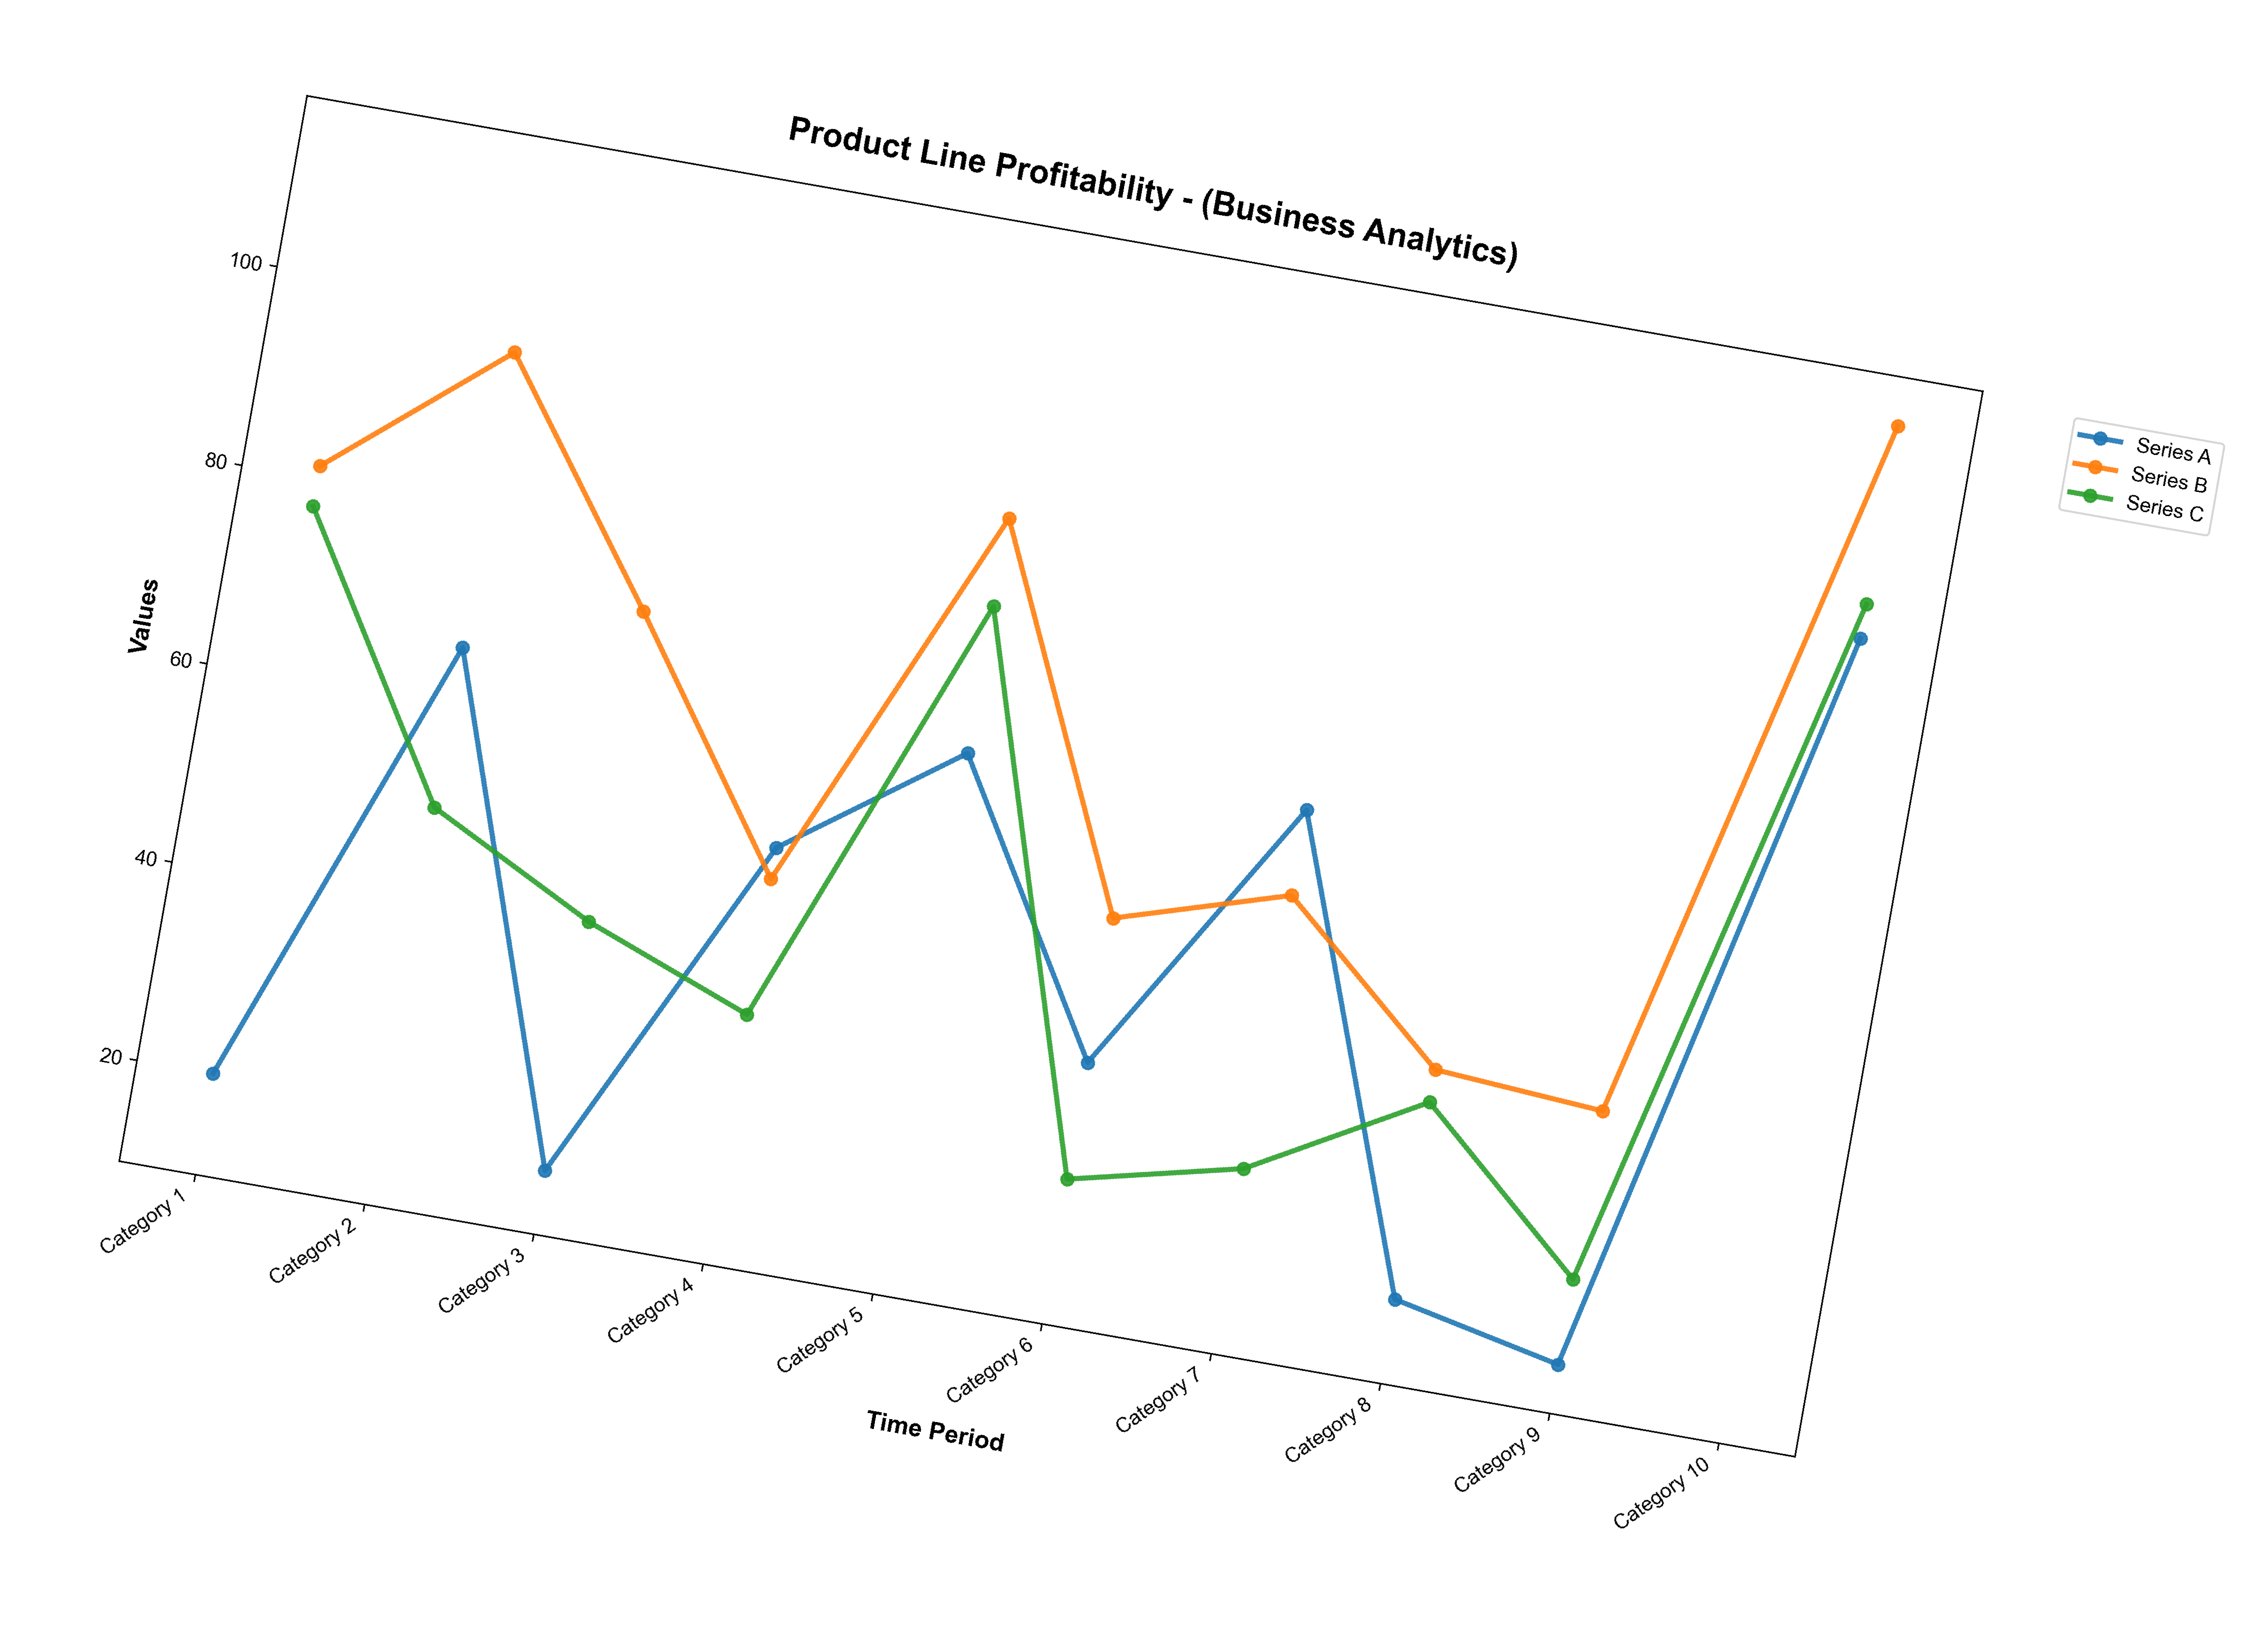 Product Line Profitability - (Business Analytics)
Values
100
80
60
40
20
Category 1
Category 2
Category 3
Category 4
Category 5
Category 6
Category 7
Category 8
Category 9
Category 10
Time Period
Series A
Series B
Series C